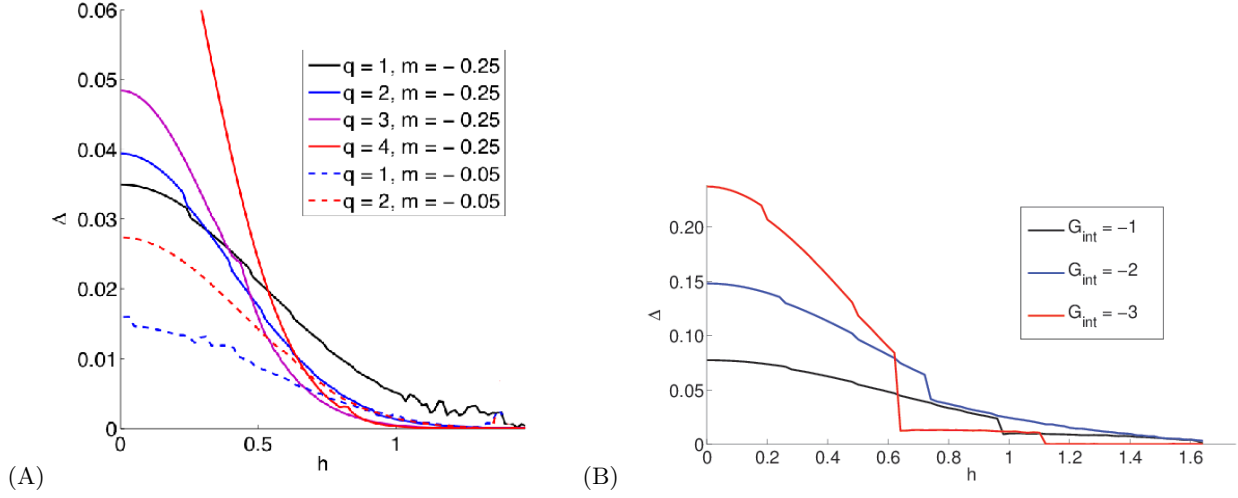 0.06
0.05
0.04
0.03
0.02
0.01
0
Δ
0
0.5
1
h
q = 1, m = − 0.25
q = 2, m = − 0.25
q = 3, m = − 0.25
q = 4, m = − 0.25
q = 1, m = − 0.05
q = 2, m = − 0.05
(A)
0.20
0.15
0.10
0.05
0
Δ
0 0.2 0.4 0.6 0.8 1 1.2 1.4 1.6
h
G_int = −1
G_int = −2
G_int = −3
(B)